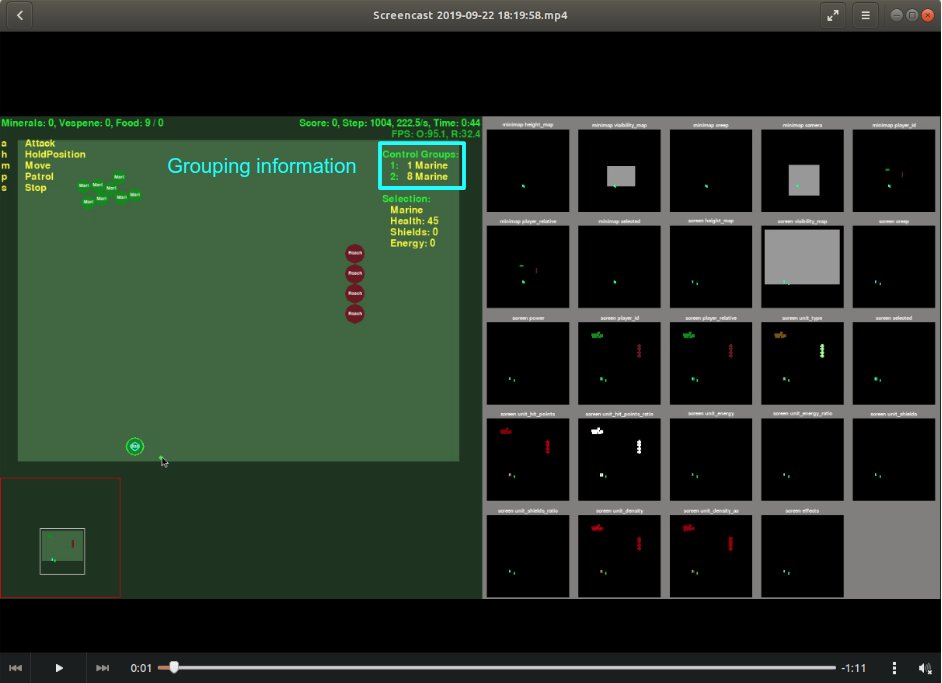 Screencast 2019-09-22 18:19:58.mp4
Minerals: 0, Vespene: 0, Food: 9 / 0
Score: 0, Step: 1004, 222.5/s, Time: 0:44
FPS: O:95.1, R:32.4
a Attack
h HoldPosition
m Move
p Patrol
s Stop
Grouping information
Control Groups:
1: 1 Marine
2: 8 Marine
Selection:
Marine
Health: 45
Shields: 0
Energy: 0
Mari
Mari Mari Mari
Mari Mari Mari Mari
Roach
Roach
Roach
Roach
minimap height_map minimap visibility_map minimap creep minimap camera minimap player_id
minimap player_relative minimap selected screen height_map screen visibility_map screen creep
screen power screen player_id screen player_relative screen unit_type screen selected
screen unit_hit_points screen unit_hit_points_ratio screen unit_energy screen unit_energy_ratio screen unit_shields
screen unit_shields_ratio screen unit_density screen unit_density_aa screen effects
0:01 -1:11